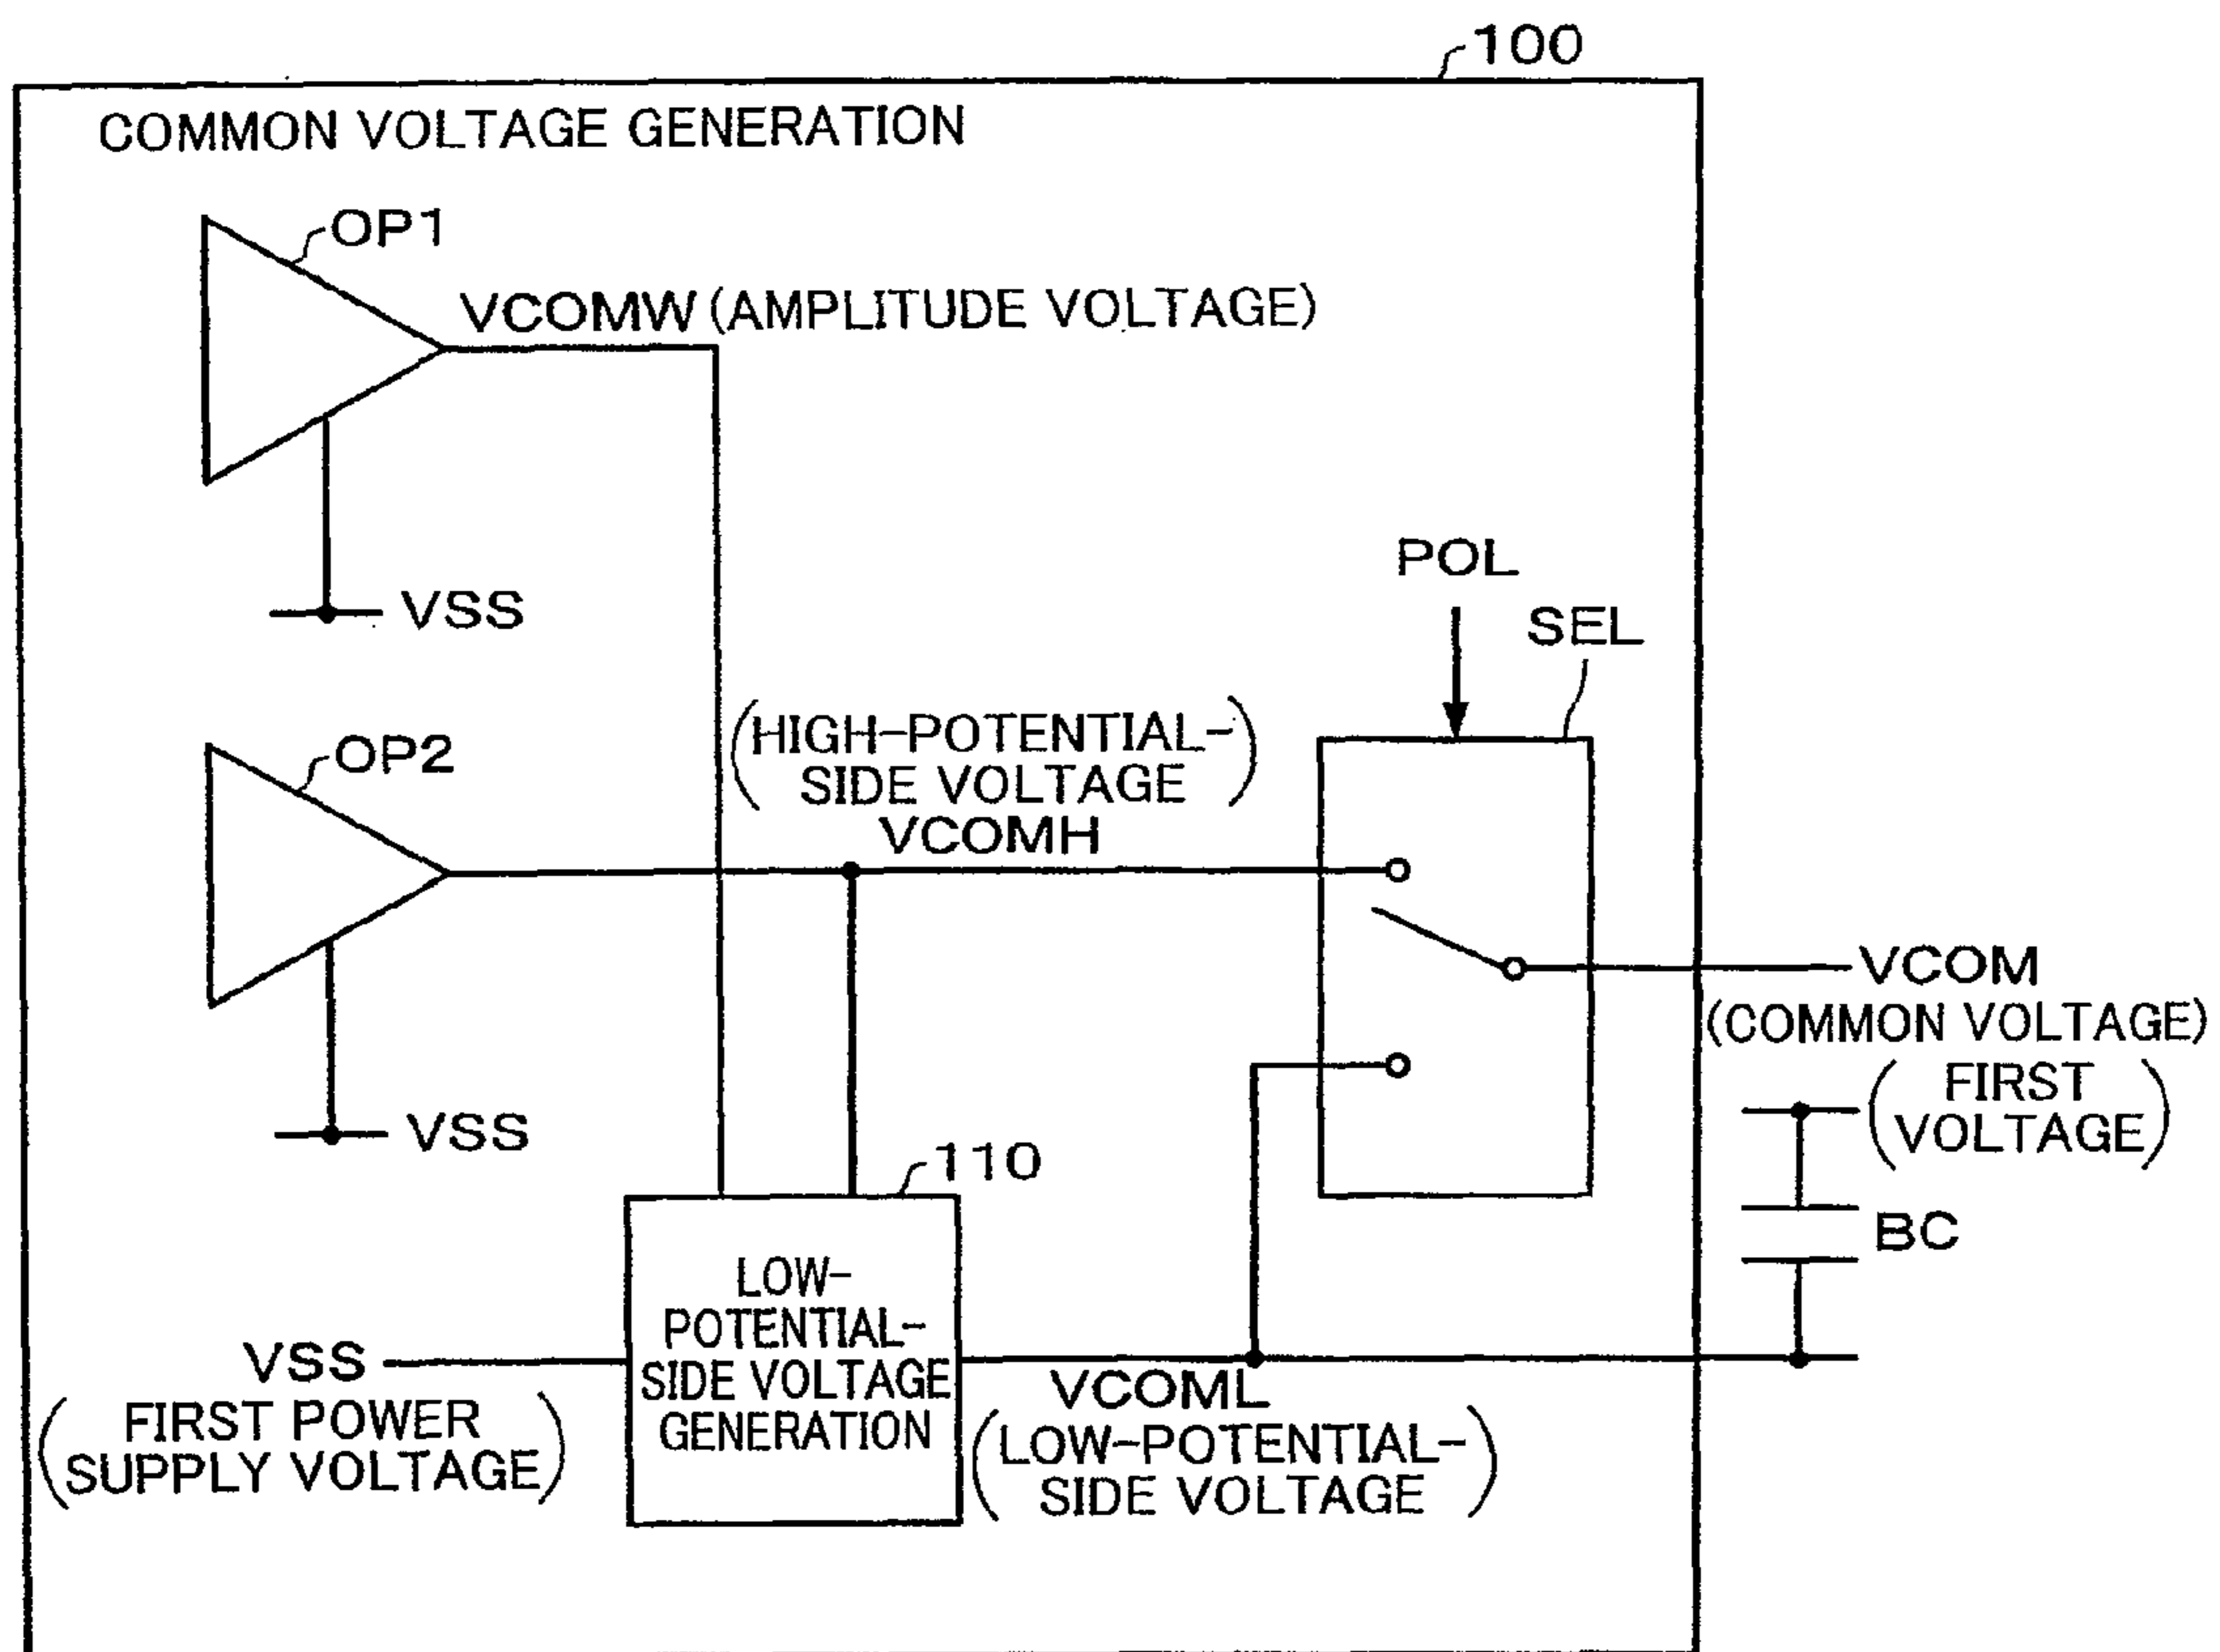 100
COMMON VOLTAGE GENERATION
OP1
VCOMW (AMPLITUDE VOLTAGE)
VSS
POL
SEL
(HIGH-POTENTIAL-
SIDE VOLTAGE)
VCOMH
OP2
VCOM
(COMMON VOLTAGE)
(FIRST
VOLTAGE)
VSS
110
BC
LOW-
POTENTIAL-
SIDE VOLTAGE
GENERATION
VSS
(FIRST POWER
SUPPLY VOLTAGE)
VCOML
(LOW-POTENTIAL-
SIDE VOLTAGE)